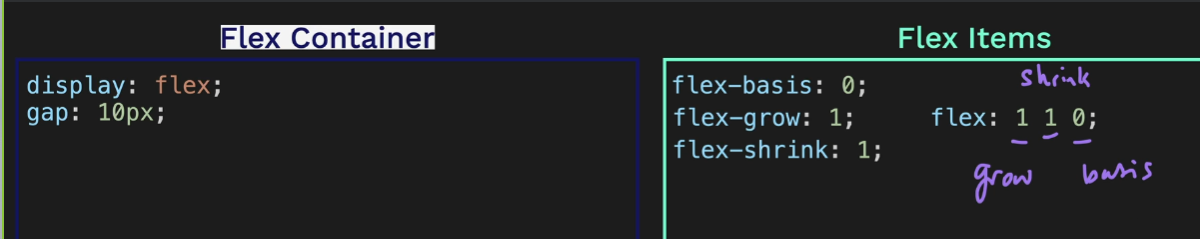 Flex Container
display: flex;
gap: 10px;
Flex Items
shrink
flex-basis: 0;
flex-grow: 1;
flex: 1 1 0;
flex-shrink: 1;
grow
basis